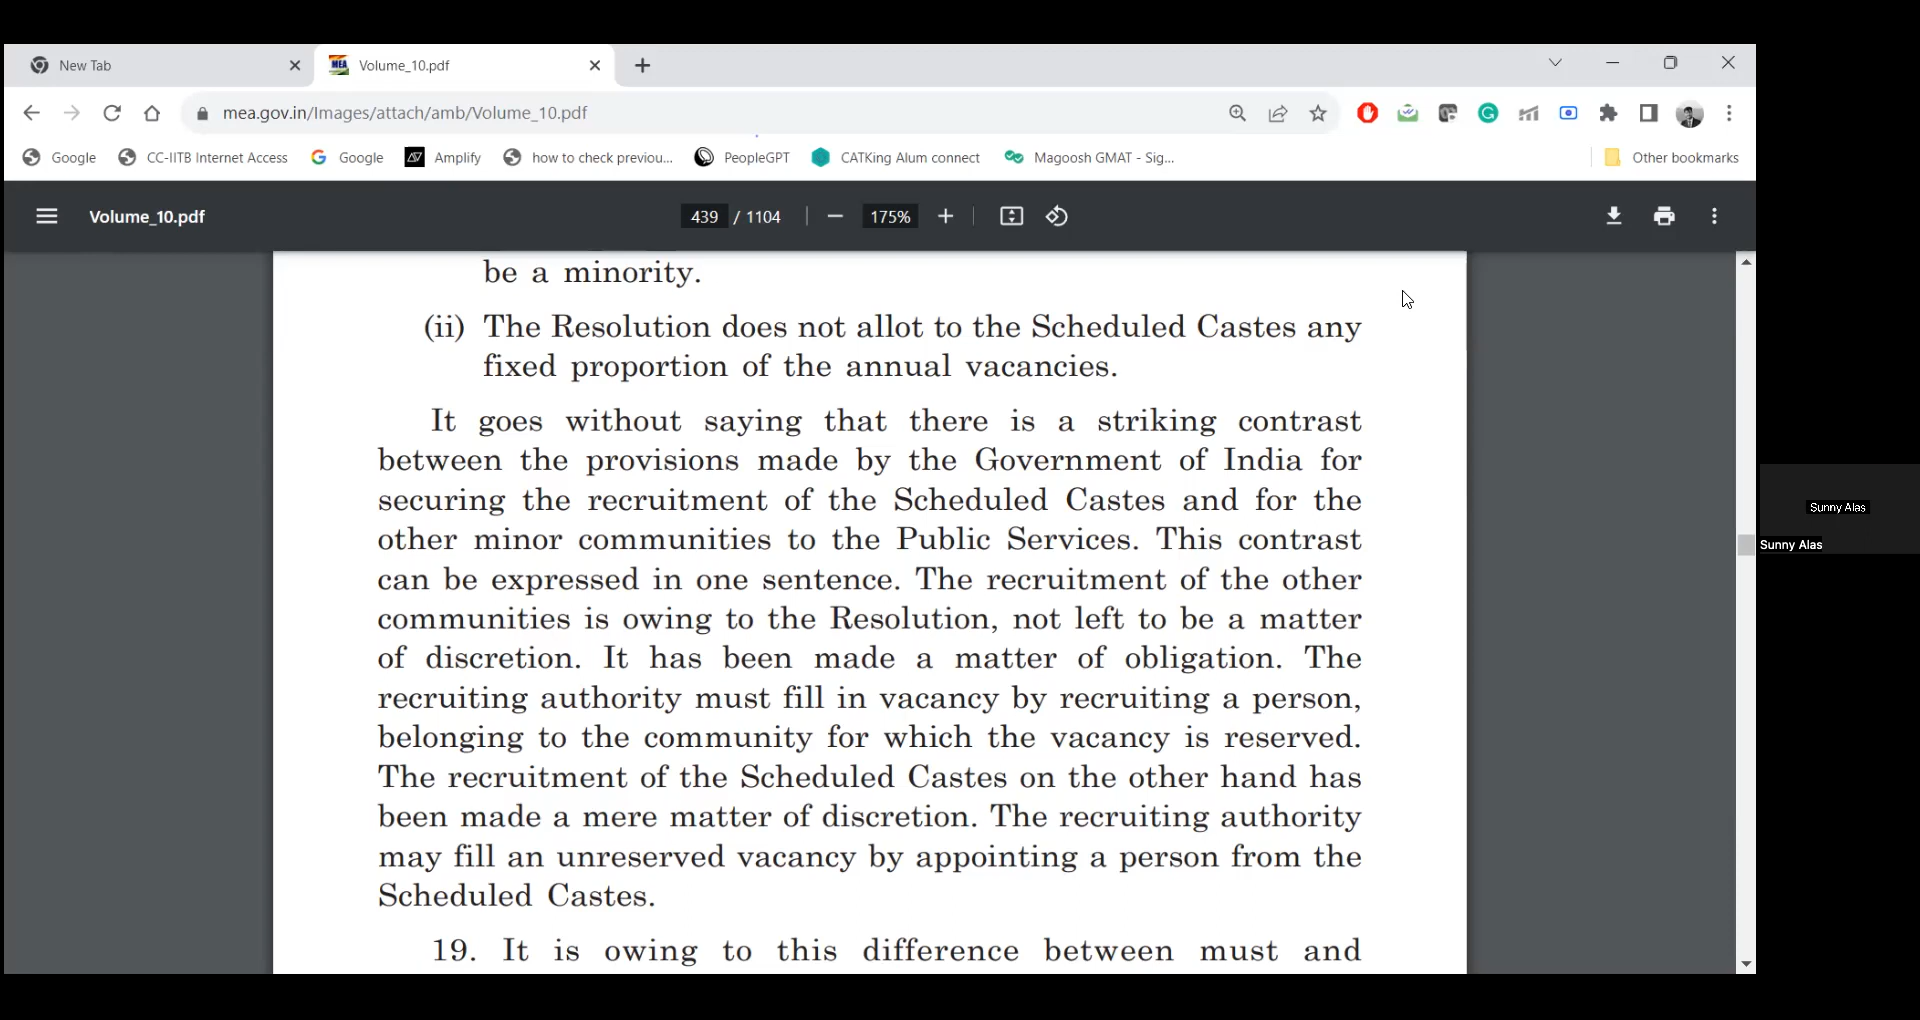 New Tab
Volume_10.pdf
mea.gov.in/Images/attach/amb/Volume_10.pdf
Google
CC-IITB Internet Access
Google
Amplify
how to check previou...
PeopleGPT
CATKing Alum connect
Magoosh GMAT - Sig...
Other bookmarks
Volume_10.pdf
439 / 1104
175%
be a minority.
(ii) The Resolution does not allot to the Scheduled Castes any
fixed proportion of the annual vacancies.
It goes without saying that there is a striking contrast
between the provisions made by the Government of India for
securing the recruitment of the Scheduled Castes and for the
other minor communities to the Public Services. This contrast
can be expressed in one sentence. The recruitment of the other
communities is owing to the Resolution, not left to be a matter
of discretion. It has been made a matter of obligation. The
recruiting authority must fill in vacancy by recruiting a person,
belonging to the community for which the vacancy is reserved.
The recruitment of the Scheduled Castes on the other hand has
been made a mere matter of discretion. The recruiting authority
may fill an unreserved vacancy by appointing a person from the
Scheduled Castes.
19. It is owing to this difference between must and
Sunny Alas
Sunny Alas